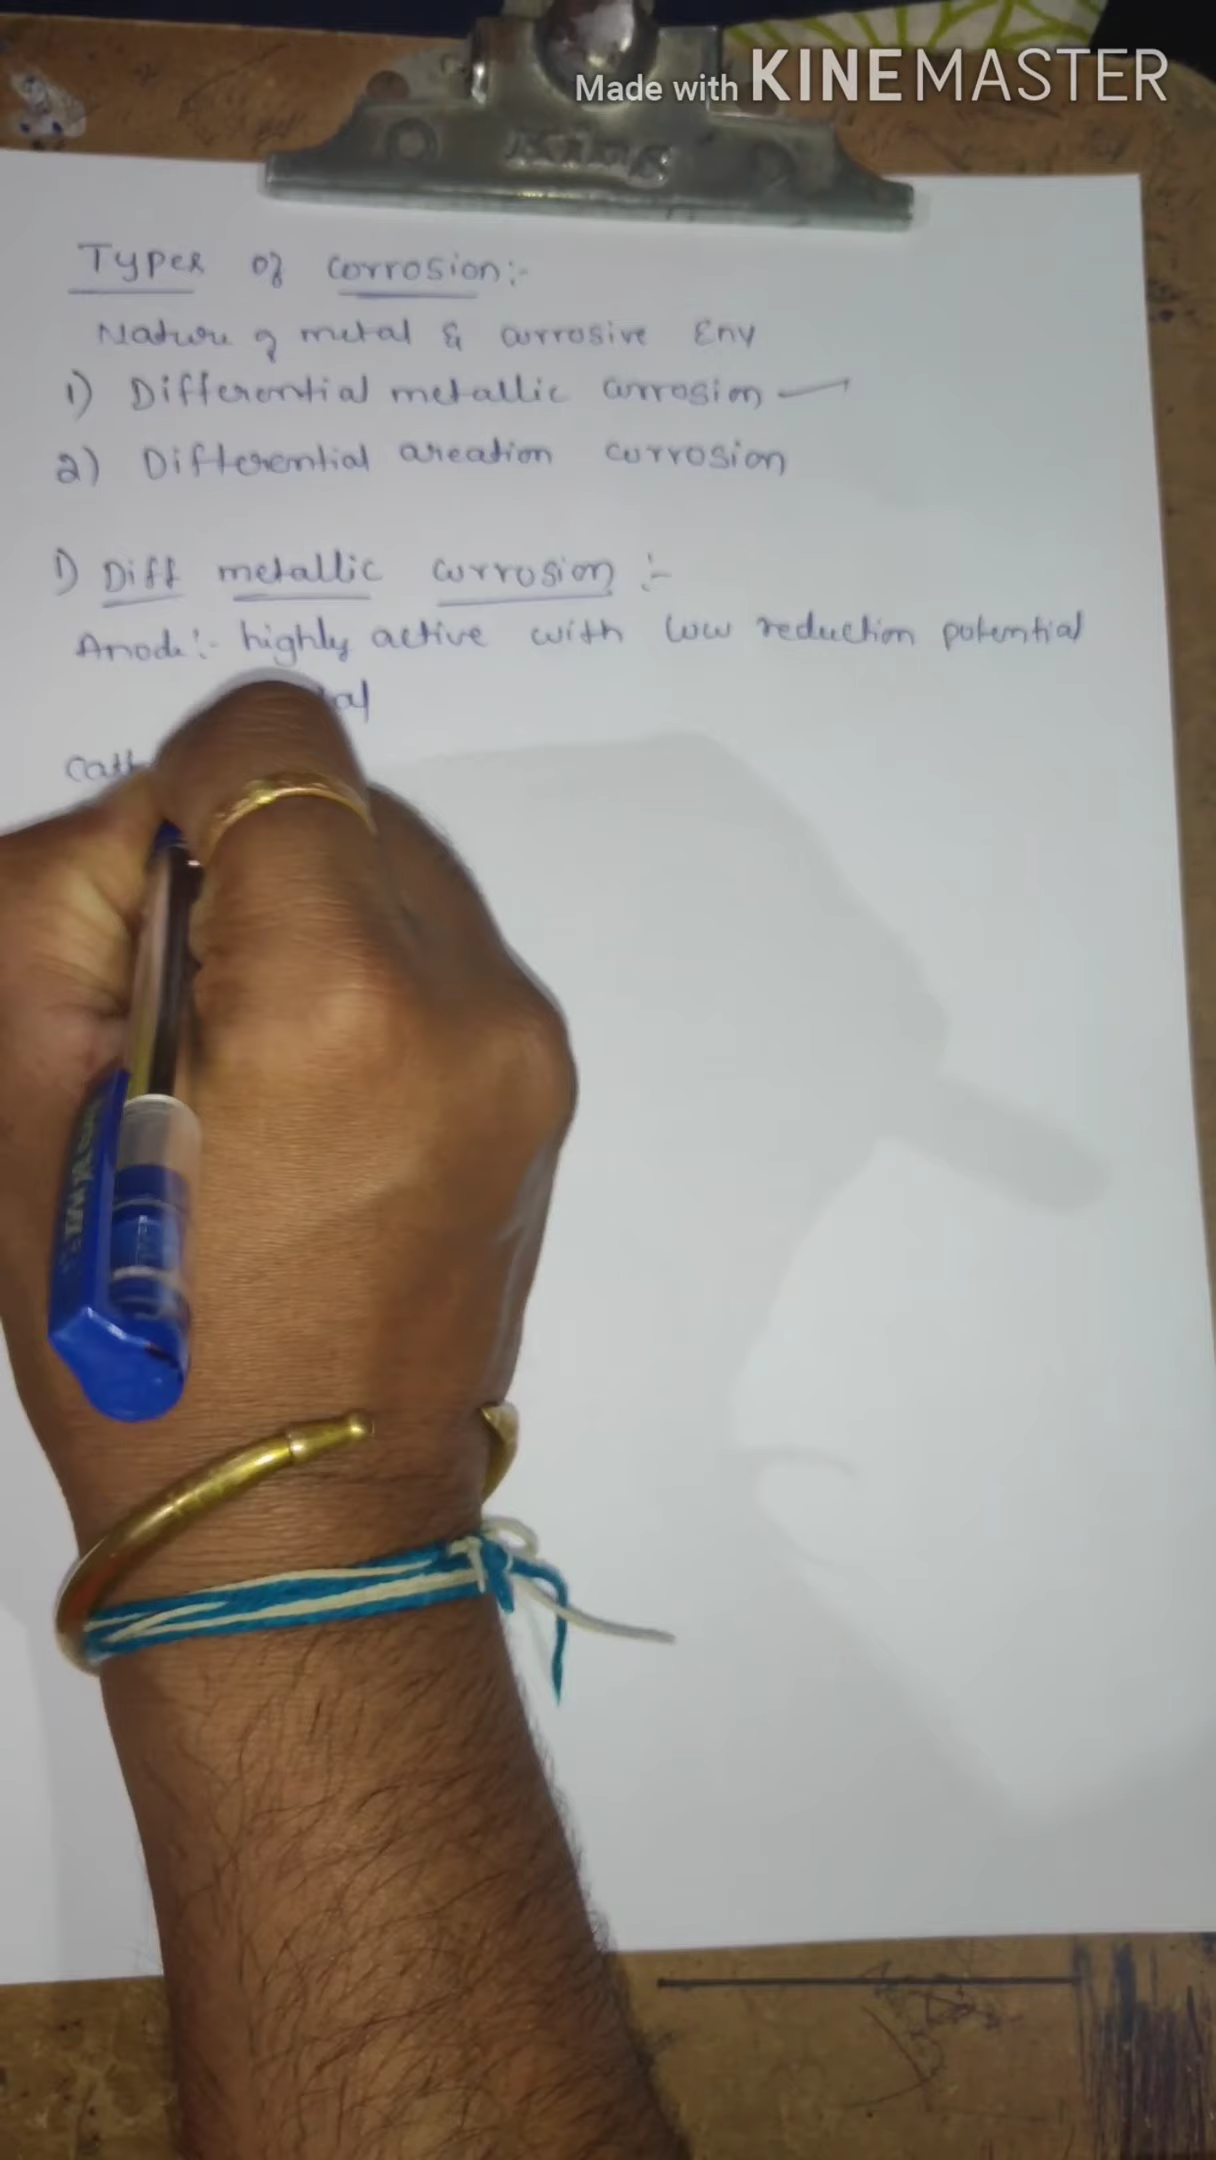 Made with KINEMASTER
King
Types of corrosion:-
Nature of metal & corrosive Env
1) Differential metallic corrosion
2) Differential areation corrosion
1) Diff metallic corrosion :-
Anode:- highly active with low reduction potential